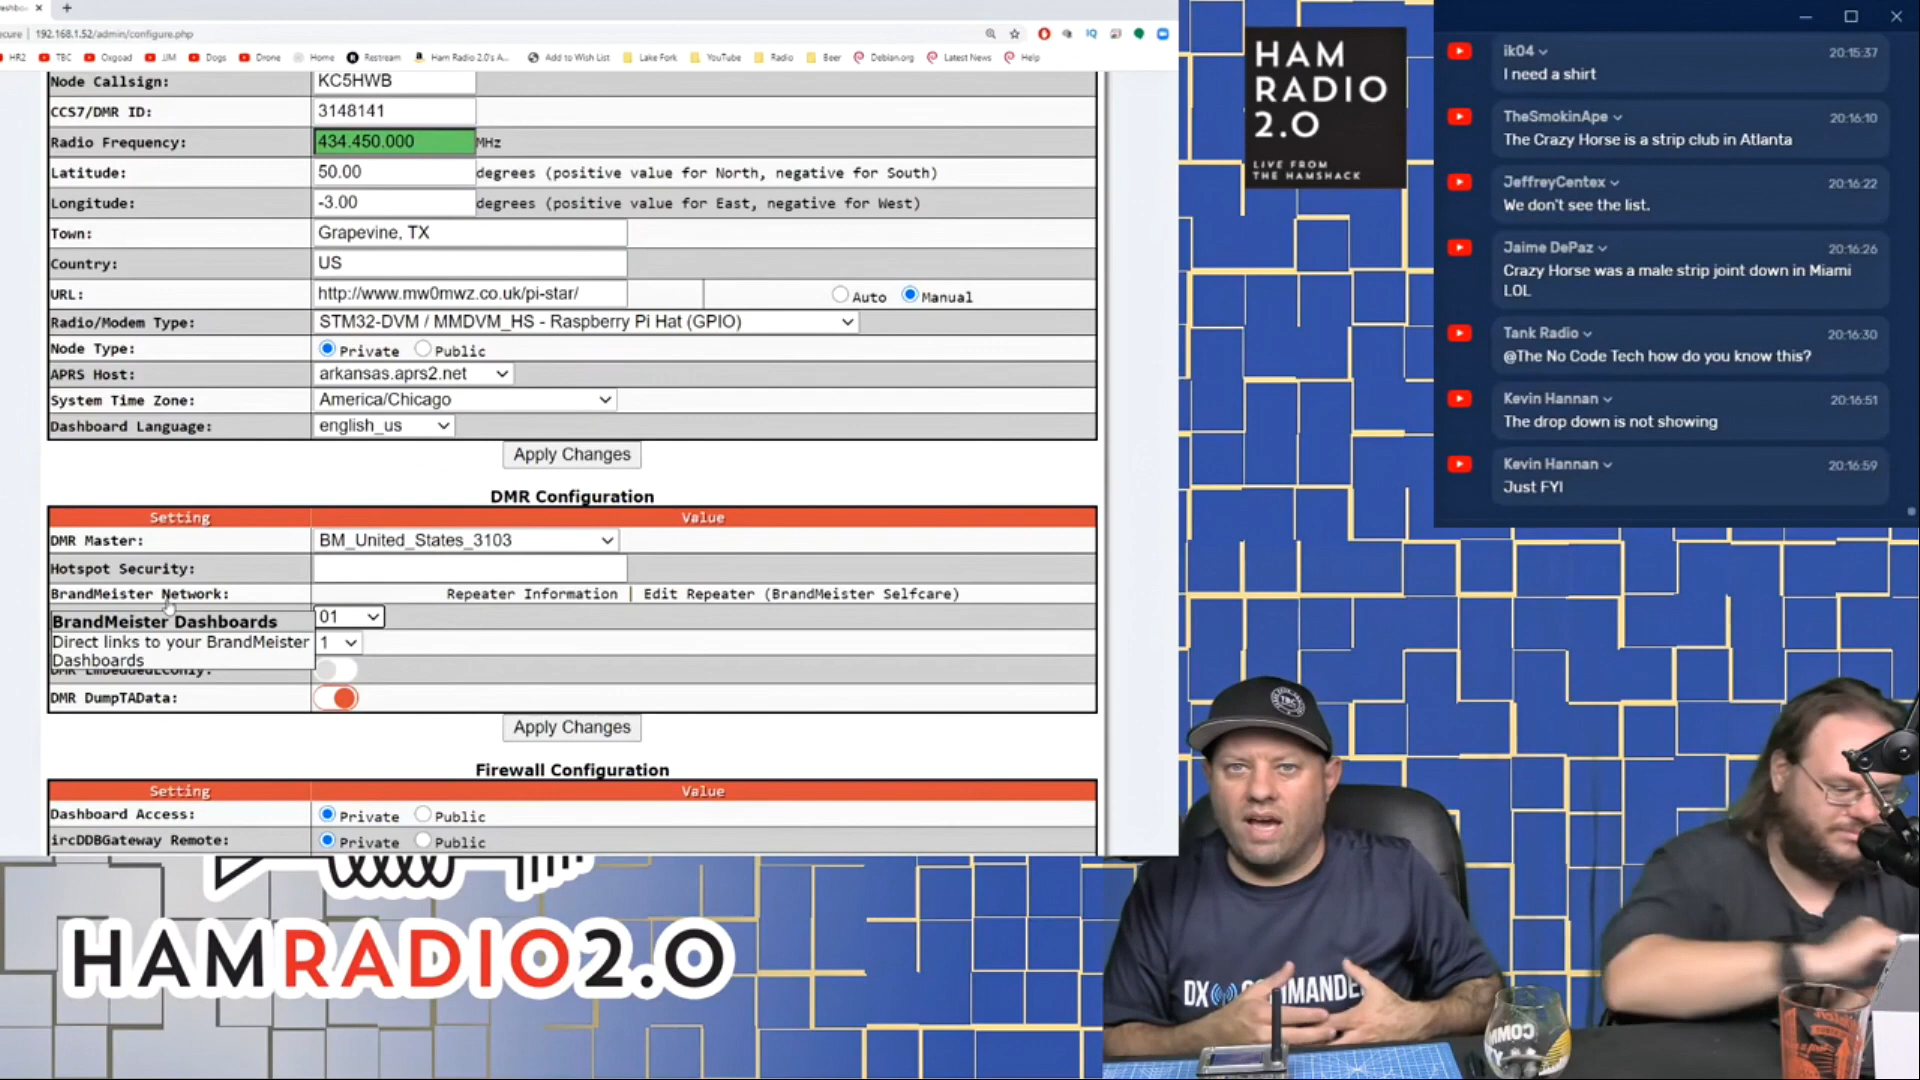 192.168.1.52/admin/configure.php
HR2
TBC
Oxgoad
JJM
Dogs
Drone
Home
Restream
Ham Radio 2.0's A...
Add to Wish List
Lake Fork
YouTube
Radio
Beer
Debian.org
Latest News
Help
Node Callsign: KC5HWB
CCS7/DMR ID: 3148141
Radio Frequency: 434.450.000 MHz
Latitude: 50.00 degrees (positive value for North, negative for South)
Longitude: -3.00 degrees (positive value for East, negative for West)
Town: Grapevine, TX
Country: US
URL: http://www.mw0mwz.co.uk/pi-star/ Auto Manual
Radio/Modem Type: STM32-DVM / MMDVM_HS - Raspberry Pi Hat (GPIO)
Node Type: Private Public
APRS Host: arkansas.aprs2.net
System Time Zone: America/Chicago
Dashboard Language: english_us
Apply Changes
DMR Configuration
Setting Value
DMR Master: BM_United_States_3103
Hotspot Security:
BrandMeister Network: Repeater Information | Edit Repeater (BrandMeister Selfcare)
BrandMeister Dashboards 01
Direct links to your BrandMeister 1
Dashboards
DMR EmbeddedLCOnly:
DMR DumpTAData:
Apply Changes
Firewall Configuration
Setting Value
Dashboard Access: Private Public
ircDDBGateway Remote: Private Public
HAMRADIO2.0
HAM
RADIO
2.0
LIVE FROM
THE HAMSHACK
ik04 20:15:37
I need a shirt
TheSmokinApe 20:16:10
The Crazy Horse is a strip club in Atlanta
JeffreyCentex 20:16:22
We don't see the list.
Jaime DePaz 20:16:26
Crazy Horse was a male strip joint down in Miami
LOL
Tank Radio 20:16:30
@The No Code Tech how do you know this?
Kevin Hannan 20:16:51
The drop down is not showing
Kevin Hannan 20:16:59
Just FYI
TBC
DX COMMANDE